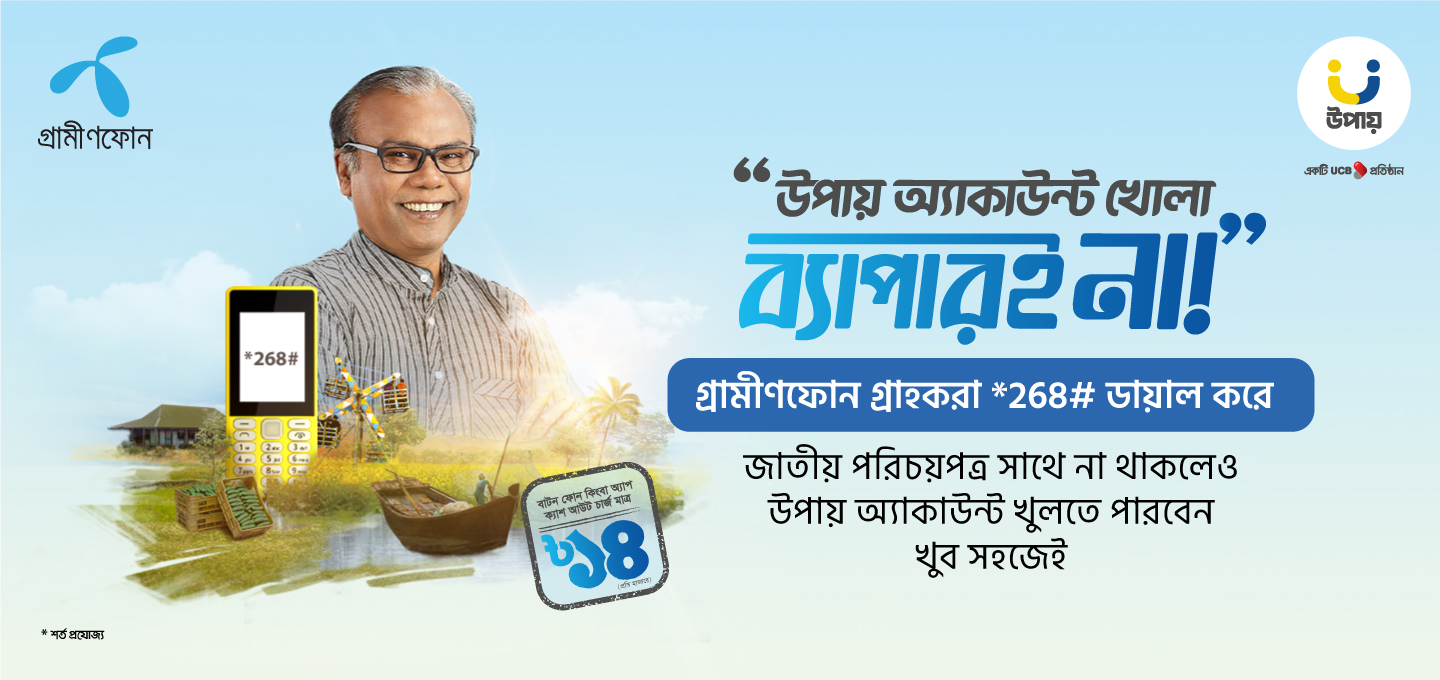 গ্রামীণফোন
উপায়
একটি UCB প্রতিষ্ঠান
“উপায় অ্যাকাউন্ট খোলা
ব্যাপারই না!”
গ্রামীণফোন গ্রাহকরা *268# ডায়াল করে
জাতীয় পরিচয়পত্র সাথে না থাকলেও
উপায় অ্যাকাউন্ট খুলতে পারবেন
খুব সহজেই
*268#
বাটন ফোন কিংবা অ্যাপ
ক্যাশ আউট চার্জ মাত্র
৳১৪
(প্রতি হাজারে)
* শর্ত প্রযোজ্য